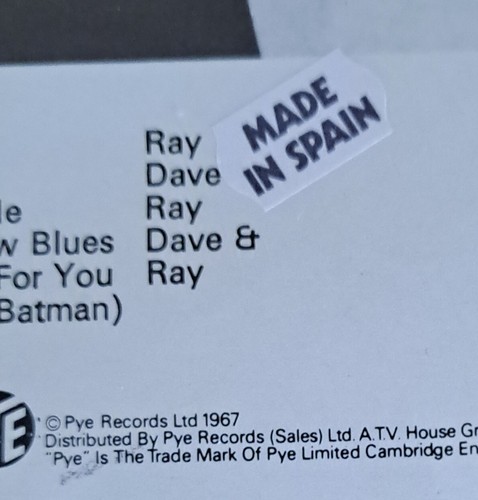 MADE
IN SPAIN
Ray
Dave
le Ray
w Blues Dave &
For You Ray
Batman)
© Pye Records Ltd 1967
Distributed By Pye Records (Sales) Ltd. A.T.V. House Gr
"Pye" Is The Trade Mark Of Pye Limited Cambridge En